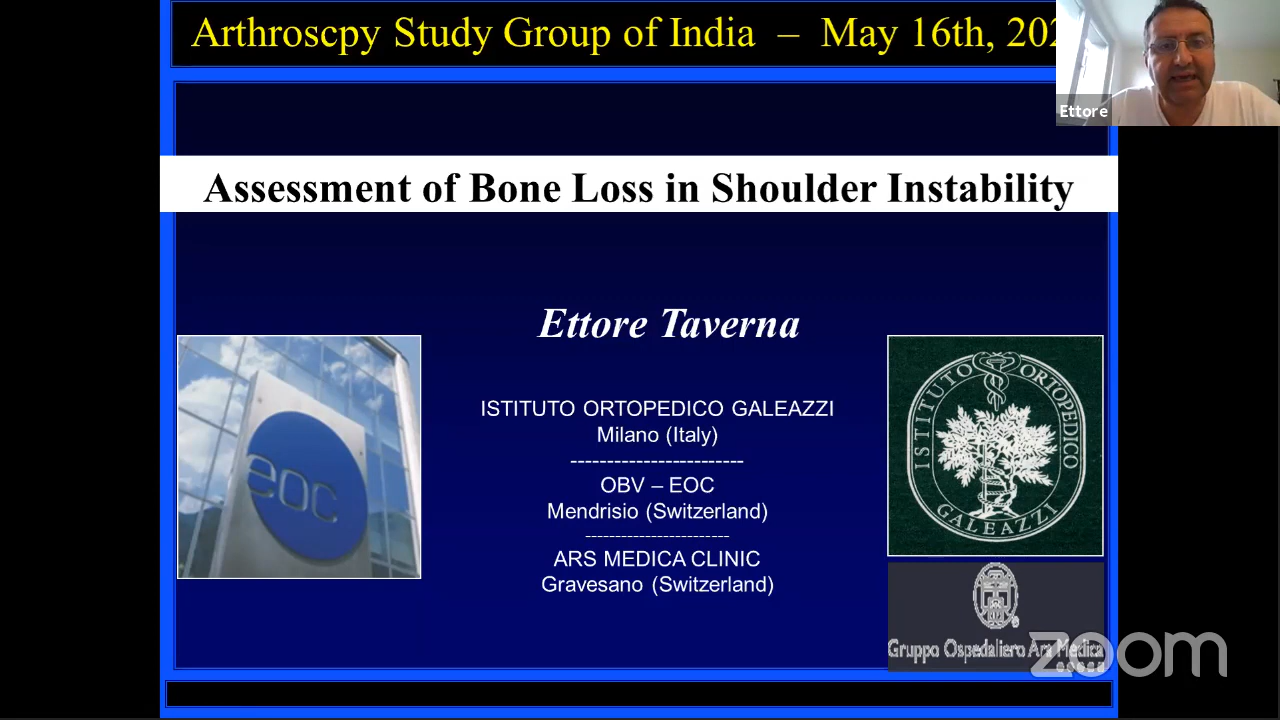 Arthroscpy Study Group of India – May 16th, 202
Ettore
Assessment of Bone Loss in Shoulder Instability
Ettore Taverna
ISTITUTO ORTOPEDICO GALEAZZI
Milano (Italy)
------------------------
OBV – EOC
Mendrisio (Switzerland)
------------------------
ARS MEDICA CLINIC
Gravesano (Switzerland)
eoc
ISTITUTO ORTOPEDICO
GALEAZZI
Gruppo Ospedaliero Ars Medica
zoom